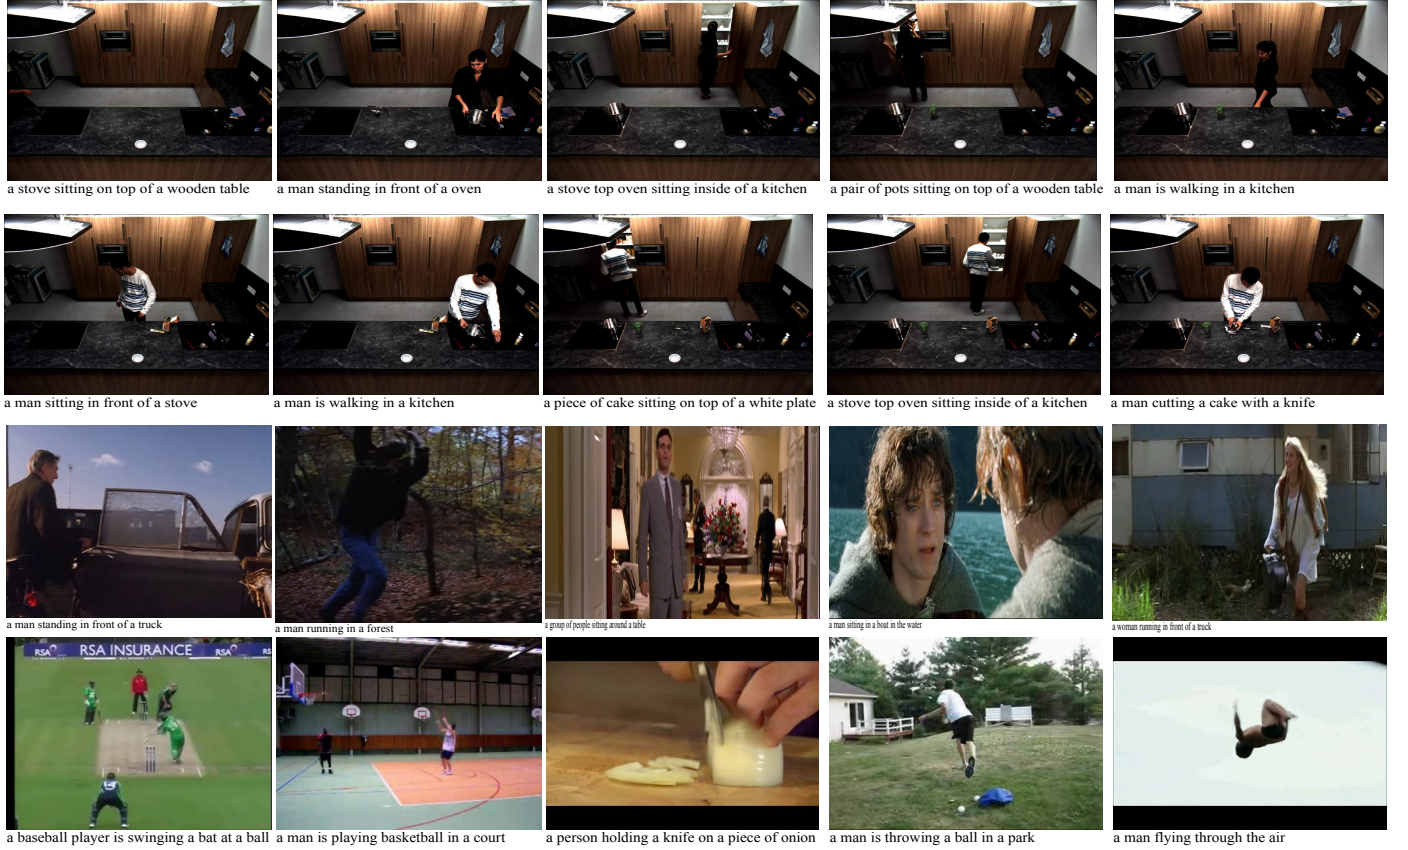 a stove sitting on top of a wooden table
a man standing in front of a oven
a stove top oven sitting inside of a kitchen
a pair of pots sitting on top of a wooden table
a man is walking in a kitchen
a man sitting in front of a stove
a man is walking in a kitchen
a piece of cake sitting on top of a white plate
a stove top oven sitting inside of a kitchen
a man cutting a cake with a knife
a man standing in front of a truck
a man running in a forest
a group of people sitting around a table
a man sitting in a boat in the water
a woman running in front of a truck
RSA RSA INSURANCE RSA RS
a baseball player is swinging a bat at a ball
a man is playing basketball in a court
a person holding a knife on a piece of onion
a man is throwing a ball in a park
a man flying through the air